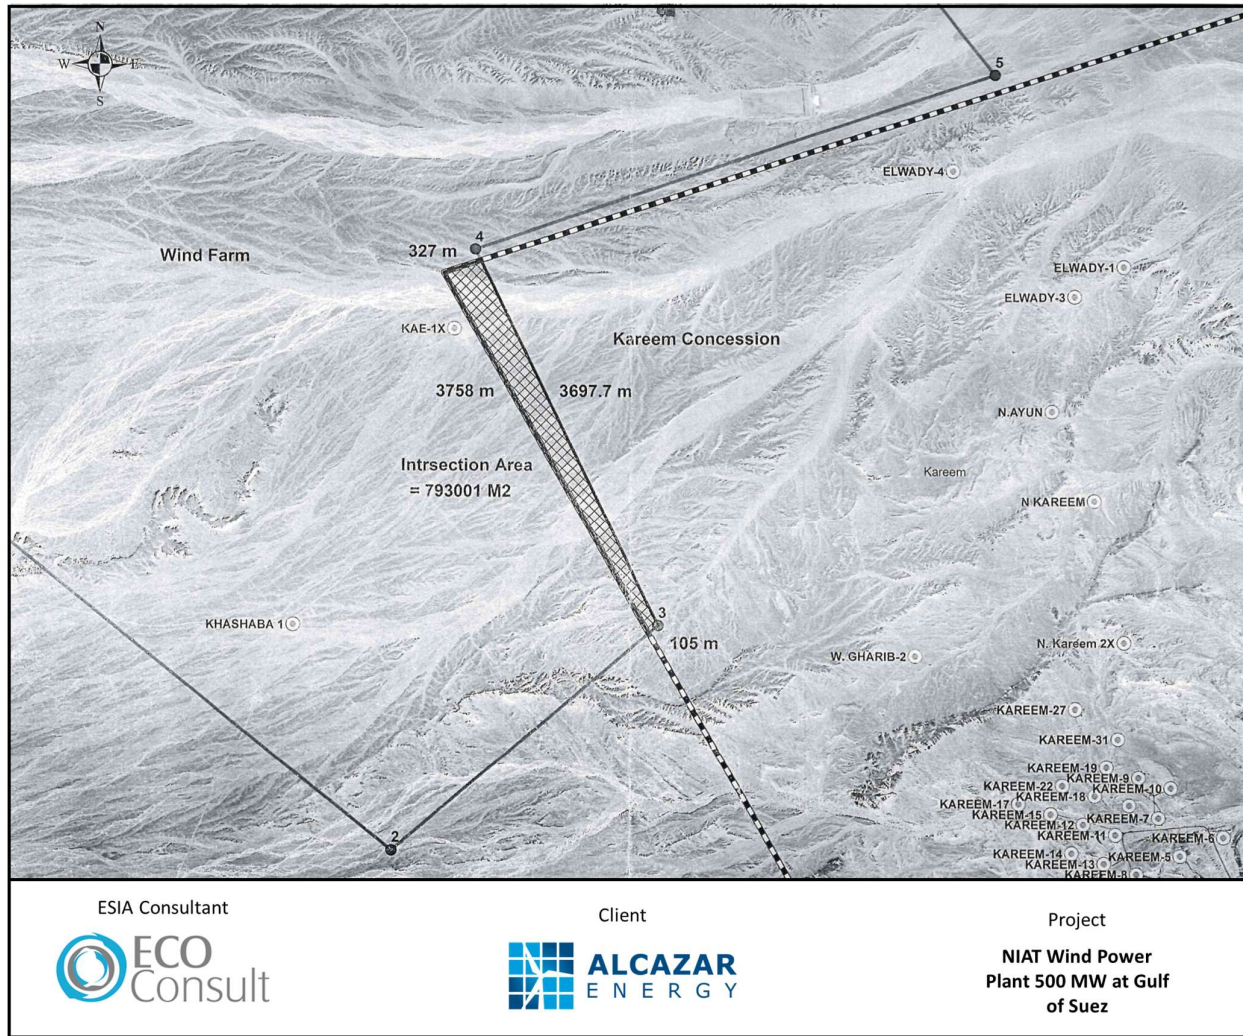 N
W E
S
5
ELWADY-4
4
327 m
Wind Farm
ELWADY-1
ELWADY-3
KAE-1X
Kareem Concession
3758 m
3697.7 m
N.AYUN
Intrsection Area
= 793001 M2
Kareem
N KAREEM
3
KHASHABA 1
105 m
N. Kareem 2X
W. GHARIB-2
KAREEM-27
KAREEM-31
KAREEM-19
KAREEM-9
KAREEM-22
KAREEM-10
KAREEM-18
KAREEM-17
KAREEM-15
KAREEM-7
KAREEM-12
KAREEM-11
KAREEM-6
2
KAREEM-14
KAREEM-5
KAREEM-13
KAREEM-8
ESIA Consultant
ECO
Consult
Client
ALCAZAR
ENERGY
Project
NIAT Wind Power
Plant 500 MW at Gulf
of Suez